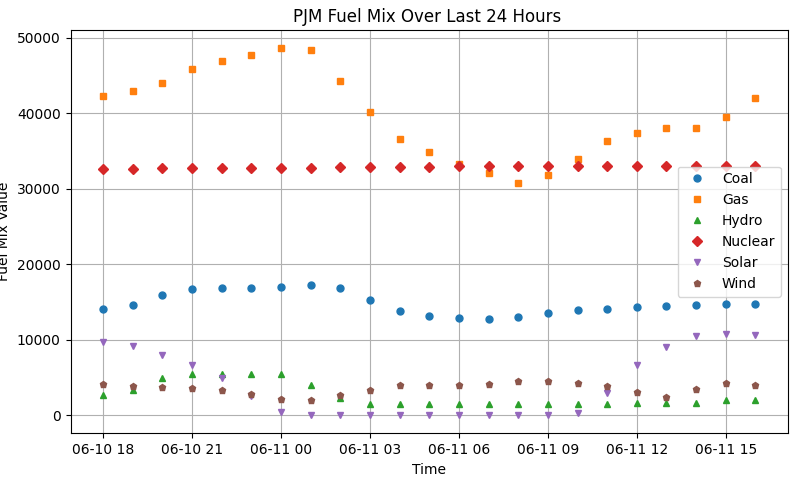 PJM Fuel Mix Over Last 24 Hours
50000
40000
30000
20000
10000
0
Fuel Mix Value
06-10 18
06-10 21
06-11 00
06-11 03
06-11 06
06-11 09
06-11 12
06-11 15
Time
Coal
Gas
Hydro
Nuclear
Solar
Wind